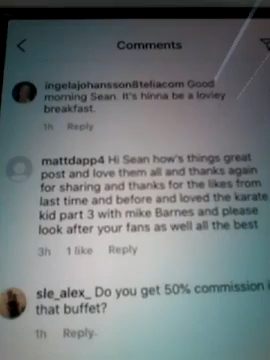 Comments
ingelajohansson8teliacom Good
morning Sean. It's hinna be a lovley
breakfast.
1h Reply
mattdapp4 Hi Sean how's things great
post and love them all and thanks again
for sharing and thanks for the likes from
last time and before and loved the karate
kid part 3 with mike Barnes and please
look after your fans as well all the best
3h 1 like Reply
sle_alex_ Do you get 50% commission
that buffet?
1h Reply